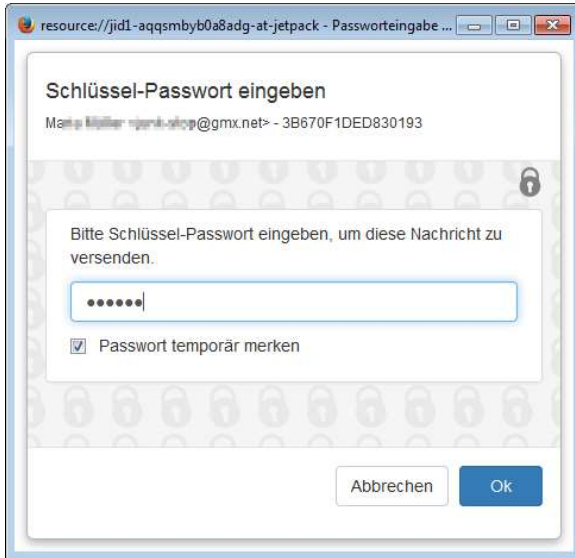 resource://jid1-aqqsmbyb0a8adg-at-jetpack - Passworteingabe ...
Schlüssel-Passwort eingeben
@gmx.net> - 3B670F1DED830193
Bitte Schlüssel-Passwort eingeben, um diese Nachricht zu
versenden.
••••••
Passwort temporär merken
Abbrechen Ok